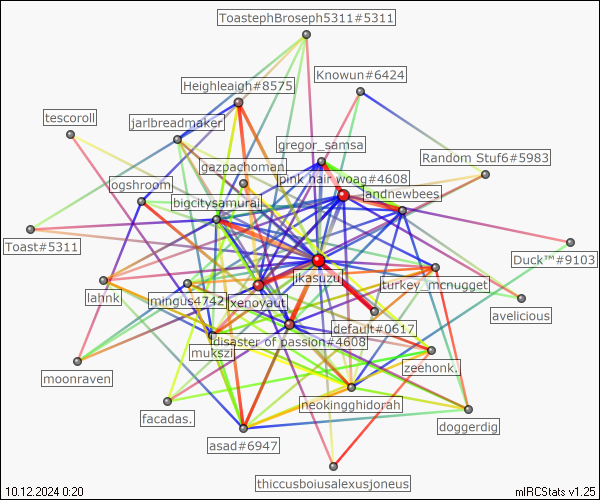 ToastephBroseph5311#5311
Knowun#6424
Heighleigh#8575
tescoroll
jarlbreadmaker
gregor_samsa
Random Stuf6#5983
gazpachoman
pink hair woag#4608
ogshroom
andnewbees
bigcitysamurai
Toast#5311
Duck™#9103
ikasuzu
turkey_mcnugget
lahnk
mingus4742
xenoyaut
avelicious
default#0617
disaster of passion#4608
mukszi
zeehonk.
moonraven
neokingghidorah
facadas.
doggerdig
asad#6947
thiccusboiusalexusjoneus
10.12.2024 0:20
mIRCStats v1.25